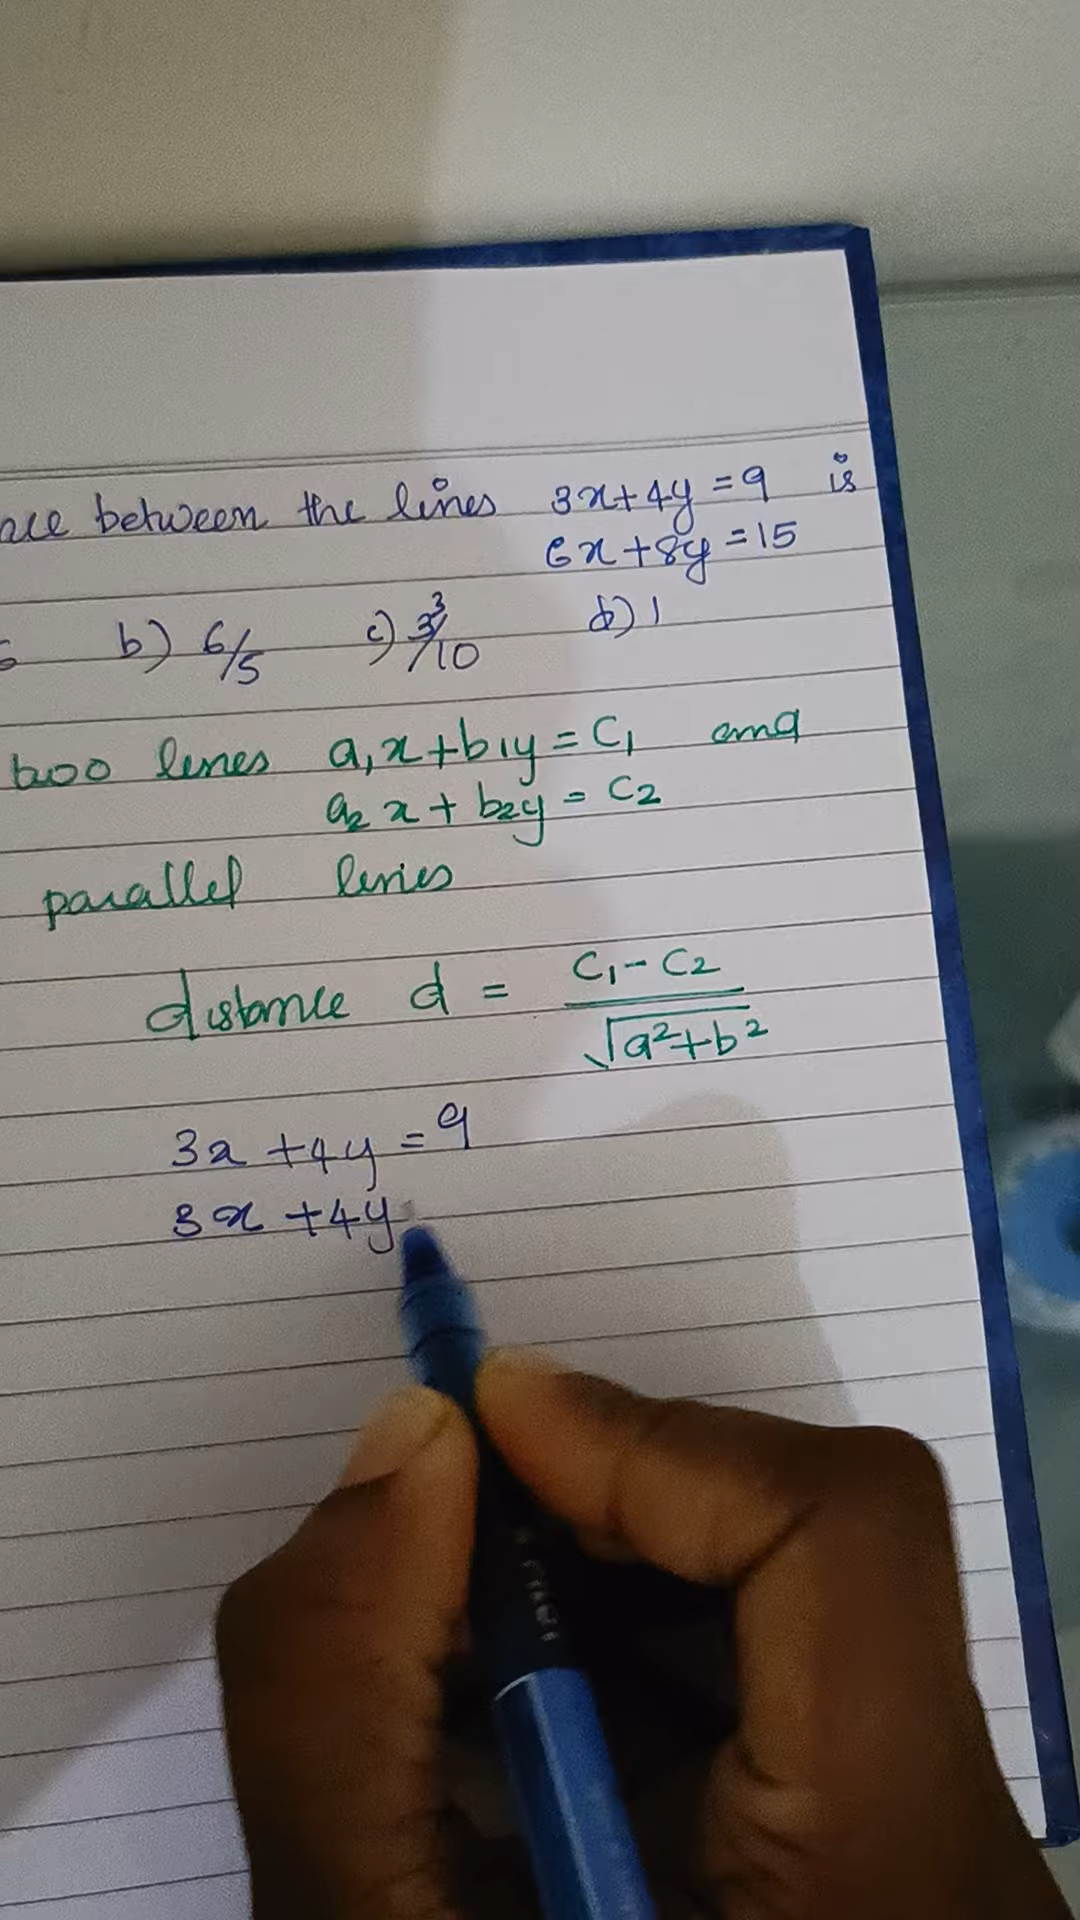 between the lines 3x+4y=9 is
6x+8y=15
b) 6/5 c) 3/10 d) 1
two lines a₁x+b₁y=C₁ and
a₂x+b₂y=C₂
parallel lines
distance d = C₁-C₂
√a²+b²
3x+4y=9
3x+4y